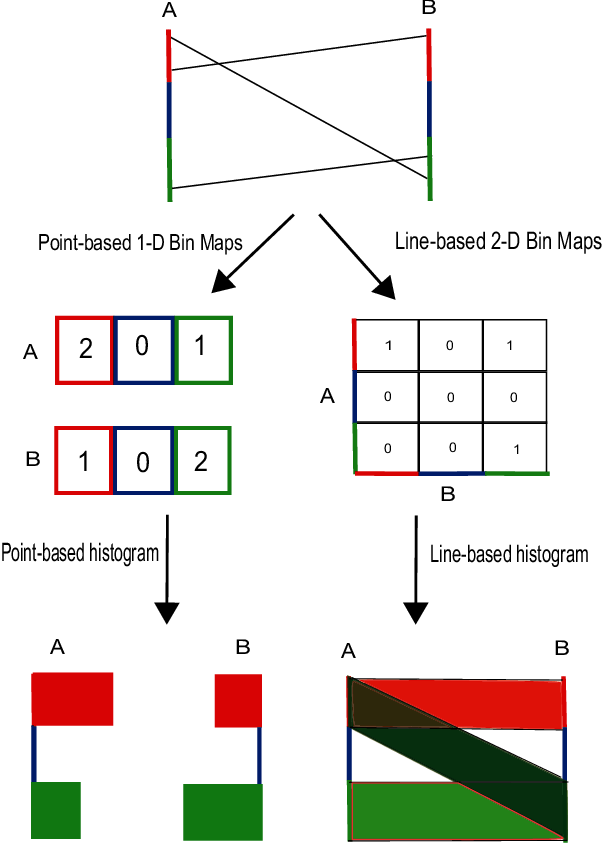 A B
Point-based 1-D Bin Maps
Line-based 2-D Bin Maps
A 2 0 1
B 1 0 2
A
1 0 1
0 0 0
0 0 1
B
Point-based histogram
Line-based histogram
A B
A B